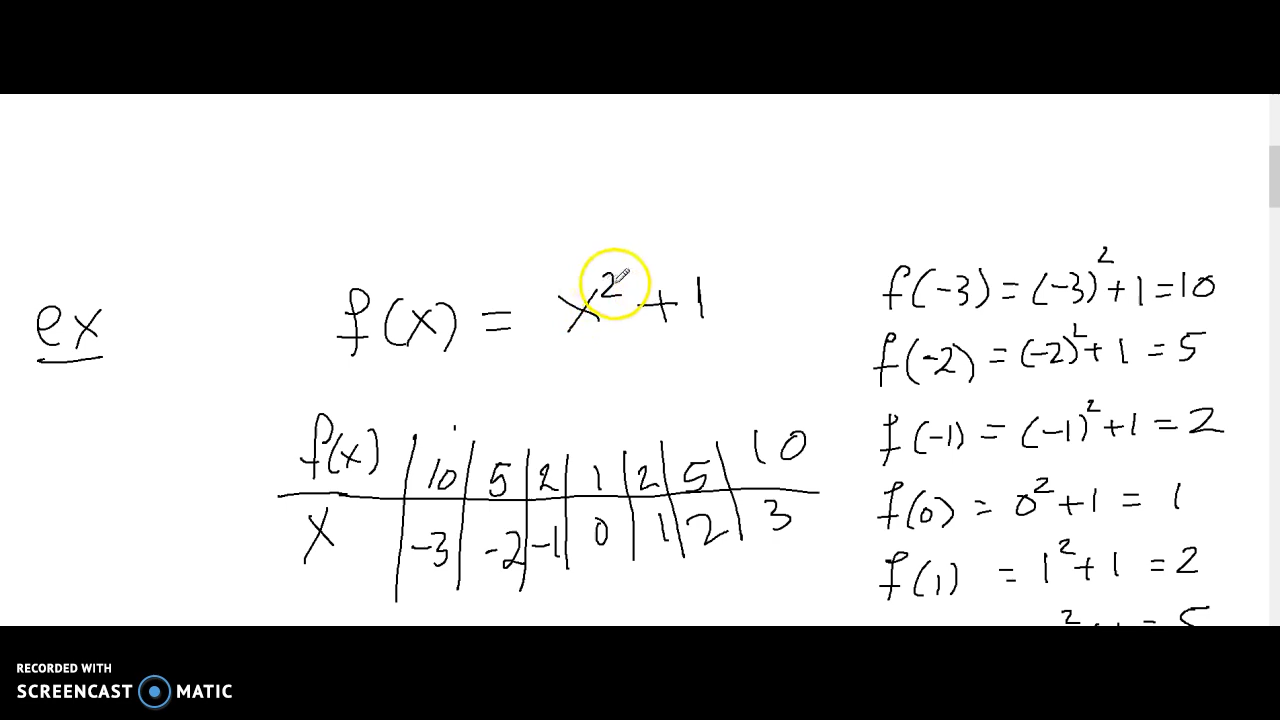 ex
f(x) = x² + 1
f(x) | 10 | 5 | 2 | 1 | 2 | 5 | 10
x | -3 | -2 | -1 | 0 | 1 | 2 | 3
f(-3) = (-3)² + 1 = 10
f(-2) = (-2)² + 1 = 5
f(-1) = (-1)² + 1 = 2
f(0) = 0² + 1 = 1
f(1) = 1² + 1 = 2
RECORDED WITH
SCREENCAST MATIC